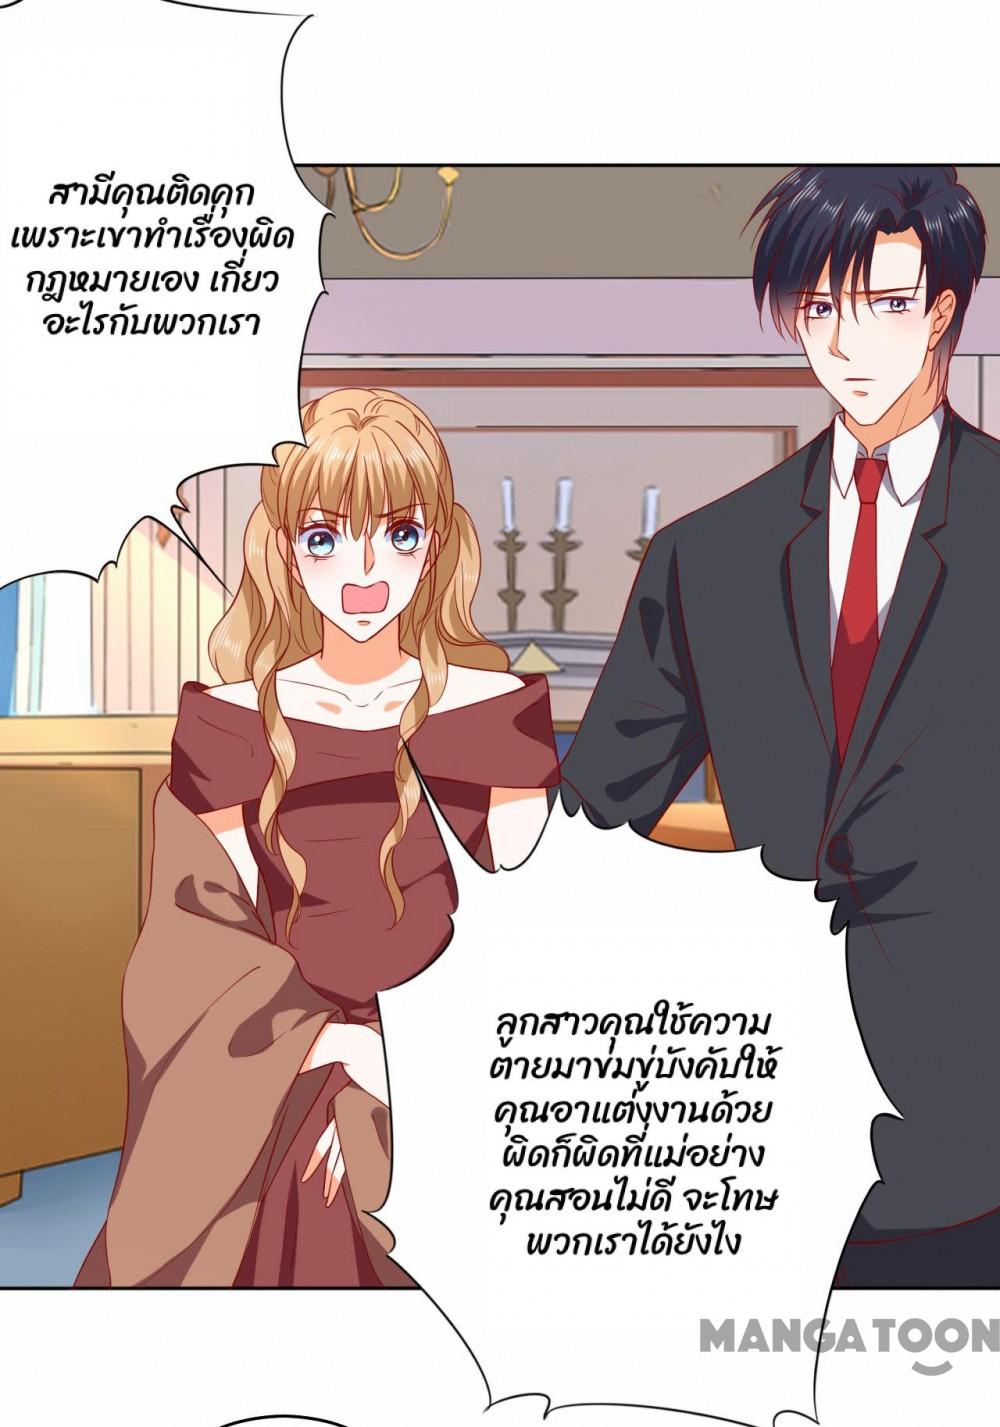 สามีคุณติดคุก
เพราะเขาทำเรื่องผิด
กฎหมายเอง เกี่ยว
อะไรกับพวกเรา
ลูกสาวคุณใช้ความ
ตายมาข่มขู่บังคับให้
คุณอาแต่งงานด้วย
ผิดก็ผิดที่แม่อย่าง
คุณสอนไม่ดี จะโทษ
พวกเราได้ยังไง
MANGATOON